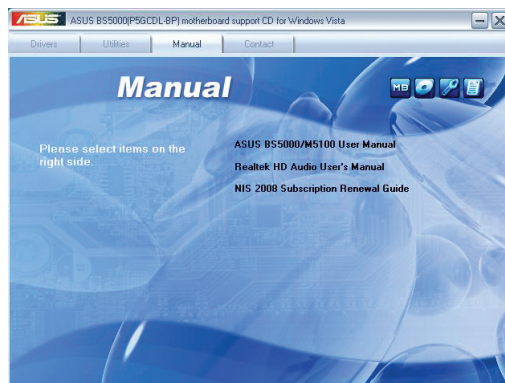 ASUS BS5000(P5GCDL-BP) motherboard support CD for Windows Vista
Drivers Utilities Manual Contact
Manual
MB
Please select items on the
right side
ASUS BS5000/M5100 User Manual
Realtek HD Audio User's Manual
NIS 2008 Subscription Renewal Guide